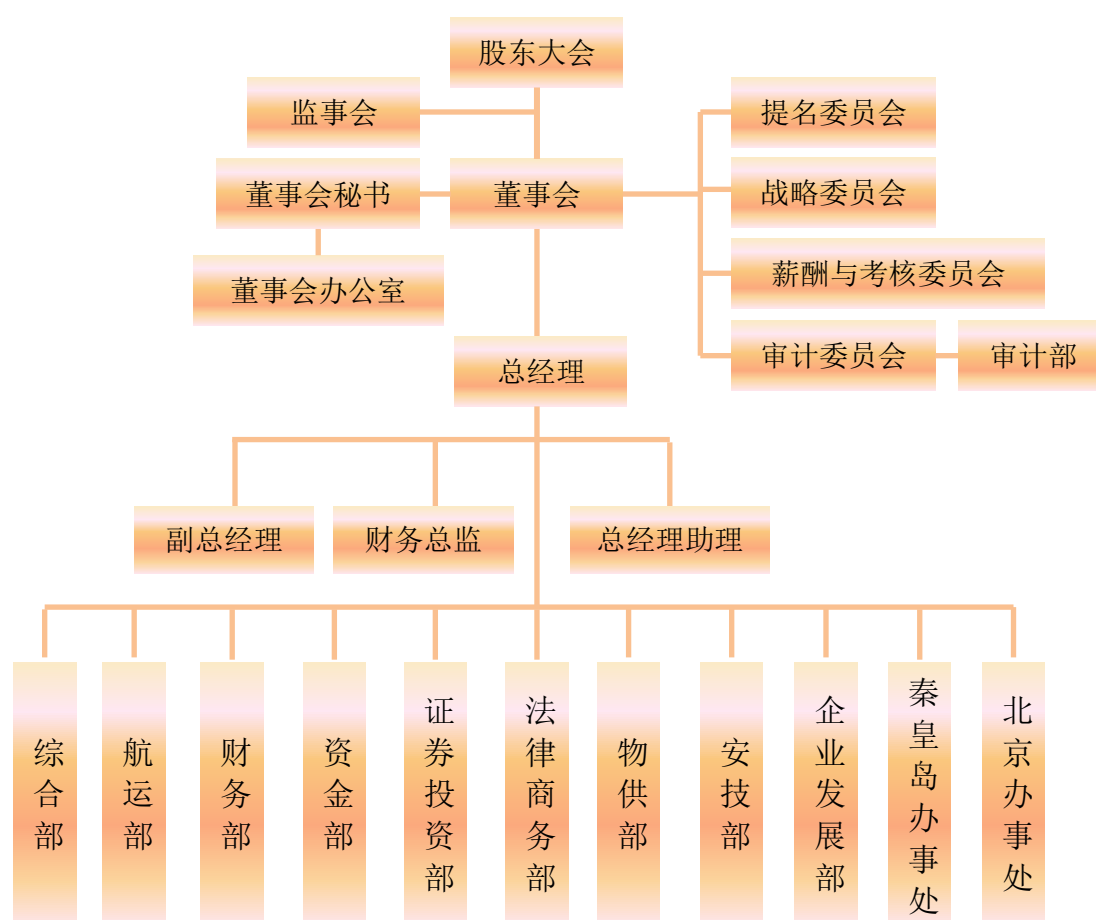 股东大会
监事会
提名委员会
董事会秘书
董事会
战略委员会
董事会办公室
薪酬与考核委员会
总经理
审计委员会
审计部
副总经理
财务总监
总经理助理
综合部
航运部
财务部
资金部
证券投资部
法律商务部
物供部
安技部
企业发展部
秦皇岛办事处
北京办事处